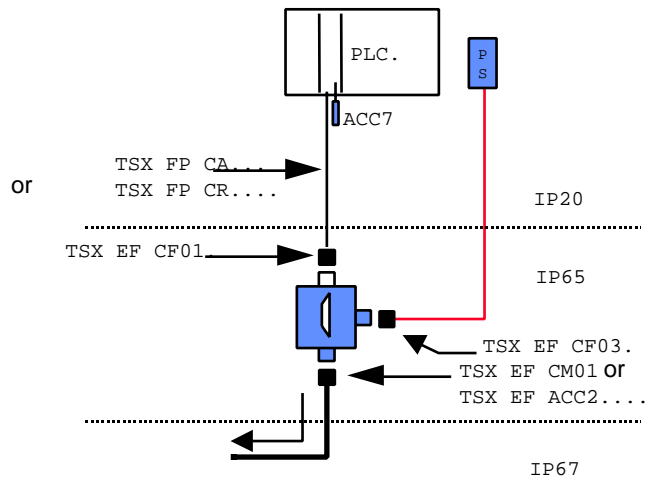 PLC.
P
S
ACC7
TSX FP CA...
or
TSX FP CR....
IP20
TSX EF CF01.
IP65
TSX EF CF03.
TSX EF CM01 or
TSX EF ACC2....
IP67